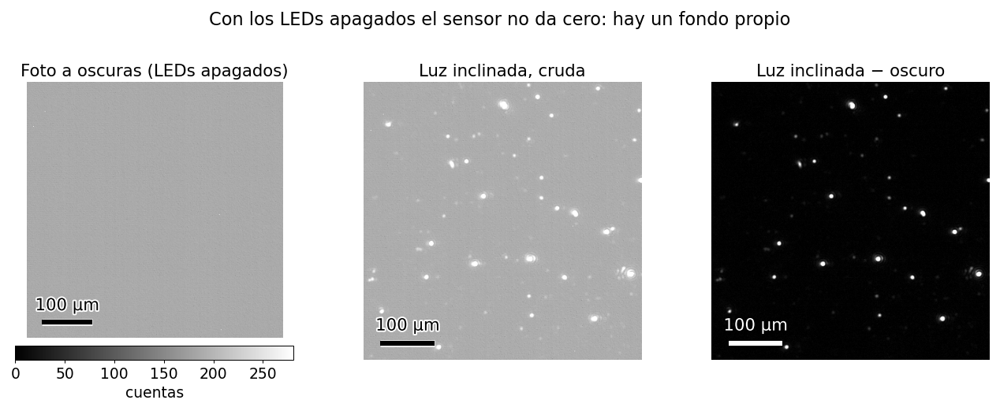 Con los LEDs apagados el sensor no da cero: hay un fondo propio
Foto a oscuras (LEDs apagados)
Luz inclinada, cruda
Luz inclinada − oscuro
100 µm
100 µm
100 µm
0 50 100 150 200 250
cuentas